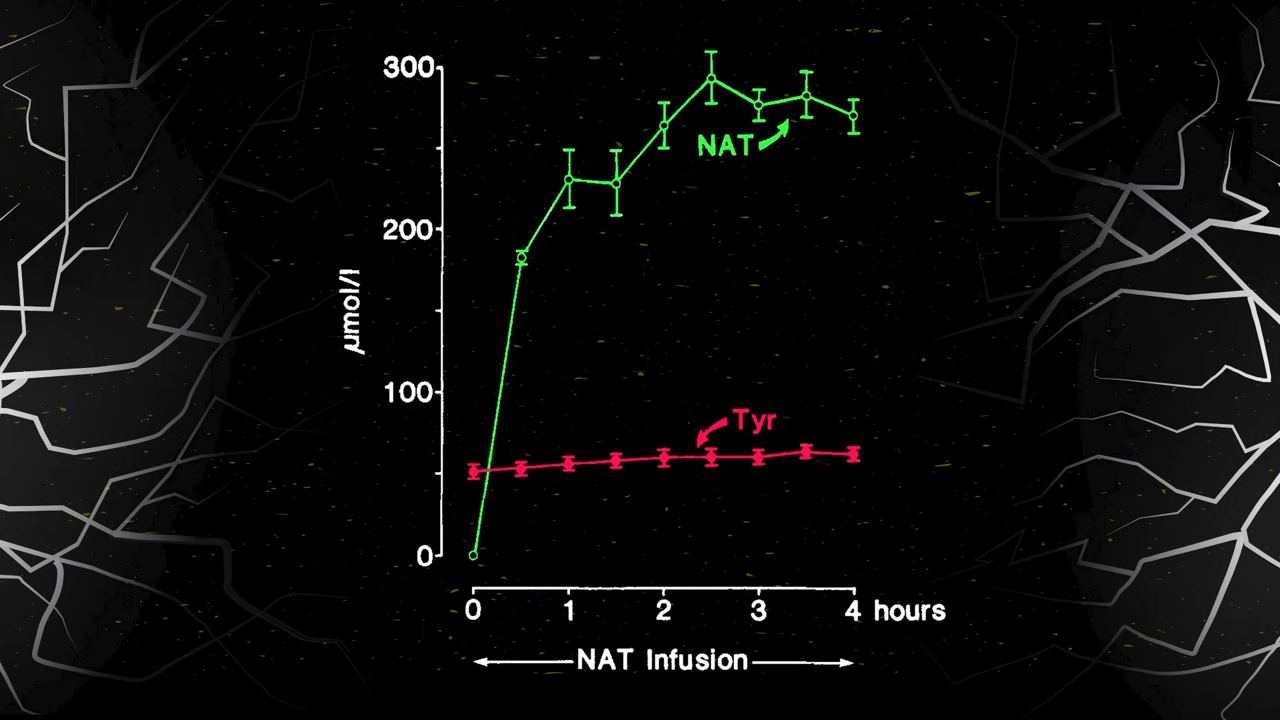 300
NAT
200
µmol/l
100
Tyr
0
0 1 2 3 4 hours
NAT Infusion